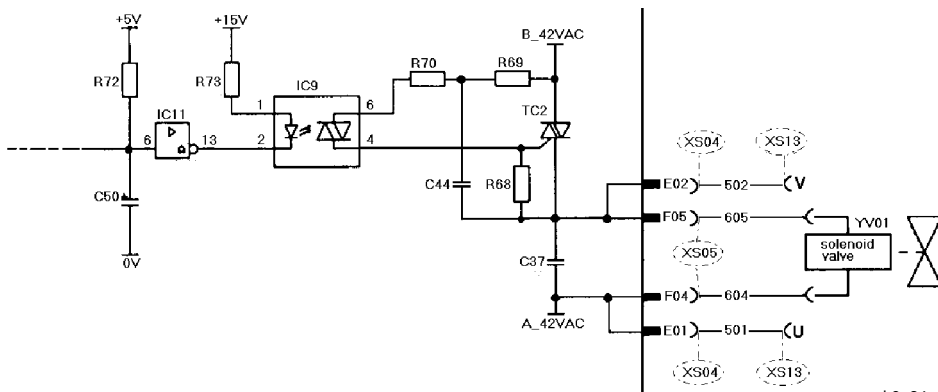 +5V
+15V
B_42VAC
R72
R73
IC9
R70
R69
IC11
1
6
TC2
6
13
2
4
XS04
XS13
C50
C44
R68
E02
502
V
F05
605
YV01
XS05
solenoid
valve
0V
C37
F04
604
A_42VAC
E01
501
U
XS04
XS13